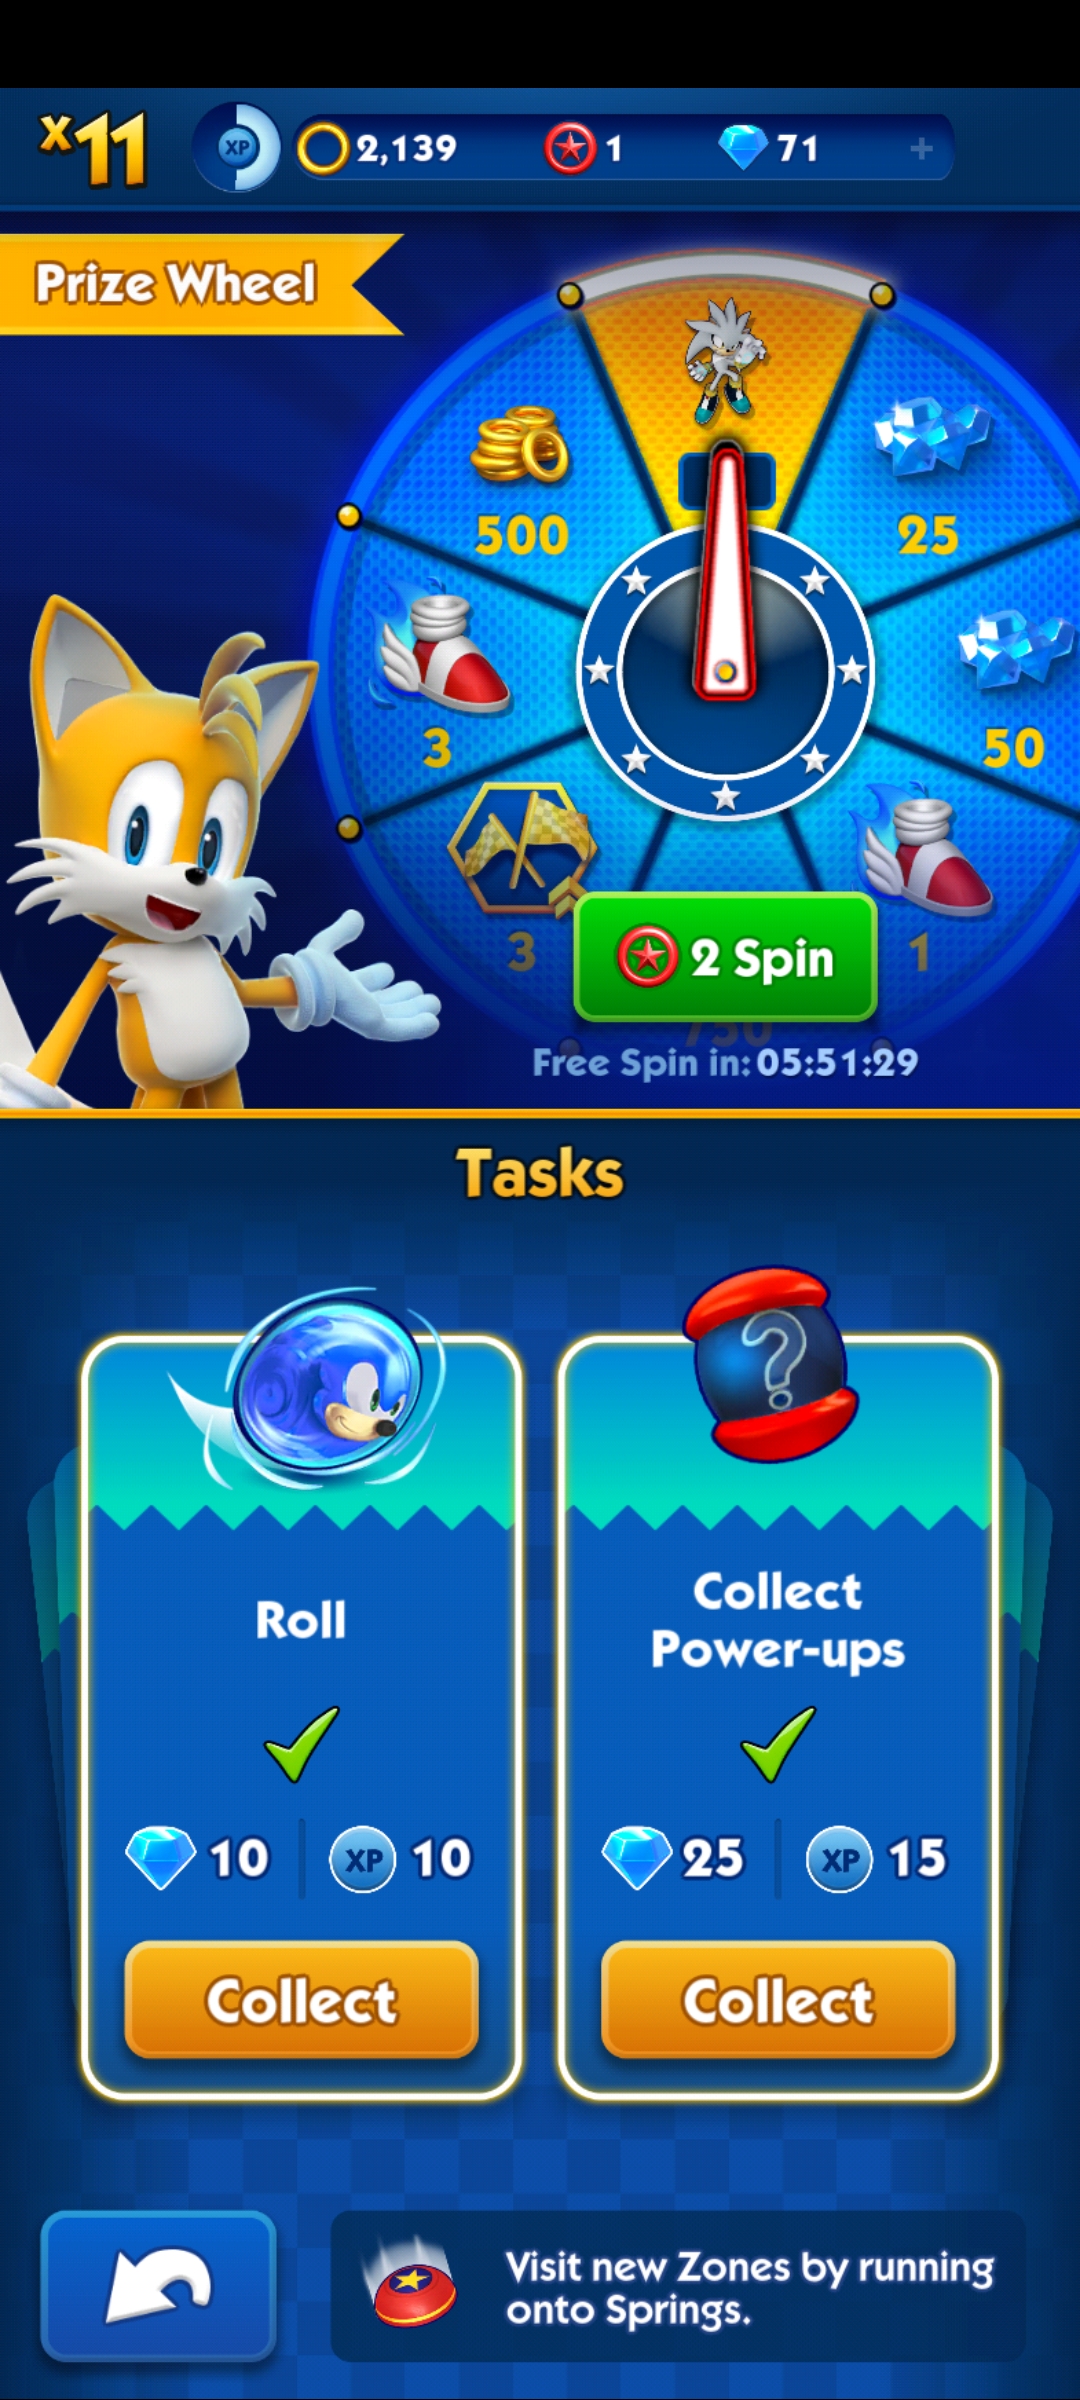 x11
XP
2,139
1
71
+
Prize Wheel
500
25
3
50
3
1
2 Spin
750
Free Spin in: 05:51:29
Tasks
?
Roll
Collect
Power-ups
10
XP
10
25
XP
15
Collect
Collect
Visit new Zones by running
onto Springs.